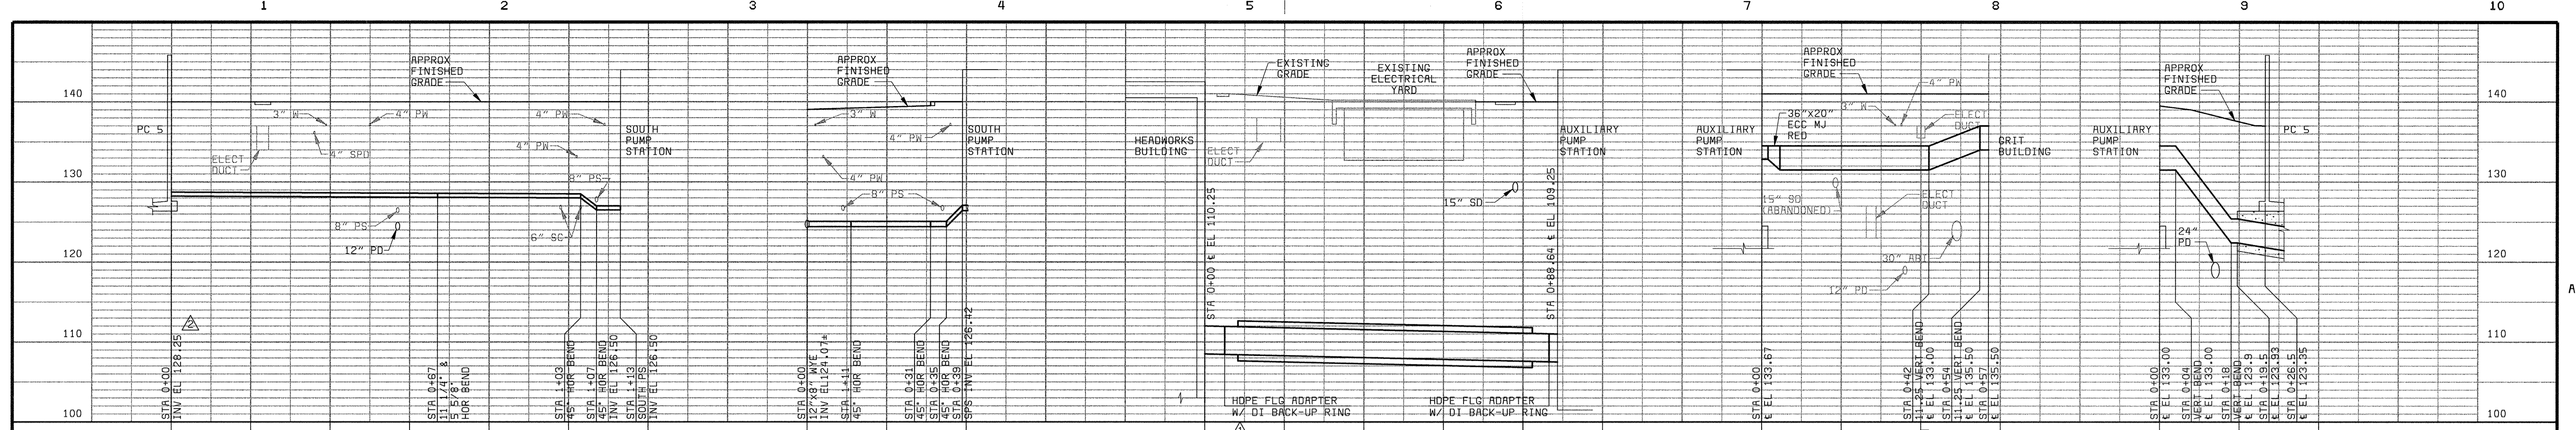 1 2 3 4 5 6 7 8 9 10
140
130
120
110
100
PC 5
APPROX
FINISHED
GRADE
3" W
4" PW
4" SPD
ELECT
DUCT
4" PW
4" PW
8" PS
SOUTH
PUMP
STATION
8" PS
12" PD
6" SC
2
STA 0+00
INV EL 128.25
STA 0+67
11 1/4° &
5 5/8°
HOR BEND
STA 1+03
45° HOR BEND
STA 1+07
45° HOR BEND
INV EL 126.50
STA 1+13
SOUTH PS
INV EL 126.50
APPROX
FINISHED
GRADE
3" W
4" PW
4" PW
8" PS
SOUTH
PUMP
STATION
STA 0+00
12"x8" WYE
INV EL124.07±
STA 1+11
45° HOR BEND
STA 0+31
45° HOR BEND
STA 0+35
45° HOR BEND
STA 0+39
SPS INV EL 126.42
HEADWORKS
BUILDING
EXISTING
GRADE
ELECT
DUCT
EXISTING
ELECTRICAL
YARD
APPROX
FINISHED
GRADE
15" SD
AUXILIARY
PUMP
STATION
STA 0+00 ℄ EL 110.25
STA 0+88.64 ℄ EL 109.25
HDPE FLG ADAPTER
W/ DI BACK-UP RING
HDPE FLG ADAPTER
W/ DI BACK-UP RING
AUXILIARY
PUMP
STATION
APPROX
FINISHED
GRADE
36"x20"
ECC MJ
RED
3" W
4" PW
ELECT
DUCT
GRIT
BUILDING
15" SD
(ABANDONED)
ELECT
DUCT
30" ABI
12" PD
STA 0+00
℄ EL 133.67
STA 0+42
11.25 VERT BEND
℄ EL 133.00
STA 0+54
11.25 VERT BEND
℄ EL 135.50
STA 0+57
℄ EL 135.50
AUXILIARY
PUMP
STATION
APPROX
FINISHED
GRADE
PC 5
24"
PD
STA 0+00
℄ EL 133.00
STA 0+04
VERT BEND
℄ EL 133.00
STA 0+18
VERT BEND
℄ EL 123.9
STA 0+19.5
℄ EL 123.93
STA 0+26.5
℄ EL 123.35
140
130
120
110
100
A